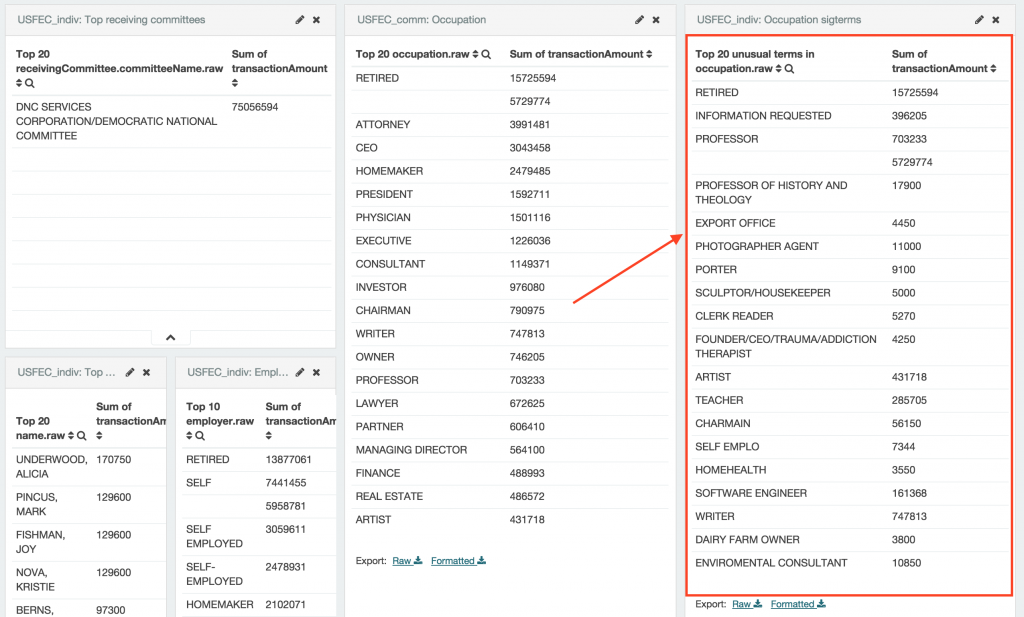 USFEC_indiv: Top receiving committees
Top 20
receivingCommittee.committeeName.raw
Sum of
transactionAmount
DNC SERVICES
CORPORATION/DEMOCRATIC NATIONAL
COMMITTEE
75056594
USFEC_indiv: Top ...
Top 20
name.raw
Sum of
transactionAm
UNDERWOOD,
ALICIA
170750
PINCUS,
MARK
129600
FISHMAN,
JOY
129600
NOVA,
KRISTIE
129600
BERNS,
97300
USFEC_indiv: Empl...
Top 10
employer.raw
Sum of
transactionAm
RETIRED 13877061
SELF 7441455
5958781
SELF
EMPLOYED
3059611
SELF-
EMPLOYED
2478931
HOMEMAKER 2102071
USFEC_comm: Occupation
Top 20 occupation.raw Sum of transactionAmount
RETIRED 15725594
5729774
ATTORNEY 3991481
CEO 3043458
HOMEMAKER 2479485
PRESIDENT 1592711
PHYSICIAN 1501116
EXECUTIVE 1226036
CONSULTANT 1149371
INVESTOR 976080
CHAIRMAN 790975
WRITER 747813
OWNER 746205
PROFESSOR 703233
LAWYER 672625
PARTNER 606410
MANAGING DIRECTOR 564100
FINANCE 488993
REAL ESTATE 486572
ARTIST 431718
Export: Raw Formatted
USFEC_indiv: Occupation sigterms
Top 20 unusual terms in
occupation.raw
Sum of
transactionAmount
RETIRED 15725594
INFORMATION REQUESTED 396205
PROFESSOR 703233
5729774
PROFESSOR OF HISTORY AND
THEOLOGY
17900
EXPORT OFFICE 4450
PHOTOGRAPHER AGENT 11000
PORTER 9100
SCULPTOR/HOUSEKEEPER 5000
CLERK READER 5270
FOUNDER/CEO/TRAUMA/ADDICTION
THERAPIST
4250
ARTIST 431718
TEACHER 285705
CHARMAIN 56150
SELF EMPLO 7344
HOMEHEALTH 3550
SOFTWARE ENGINEER 161368
WRITER 747813
DAIRY FARM OWNER 3800
ENVIROMENTAL CONSULTANT 10850
Export: Raw Formatted